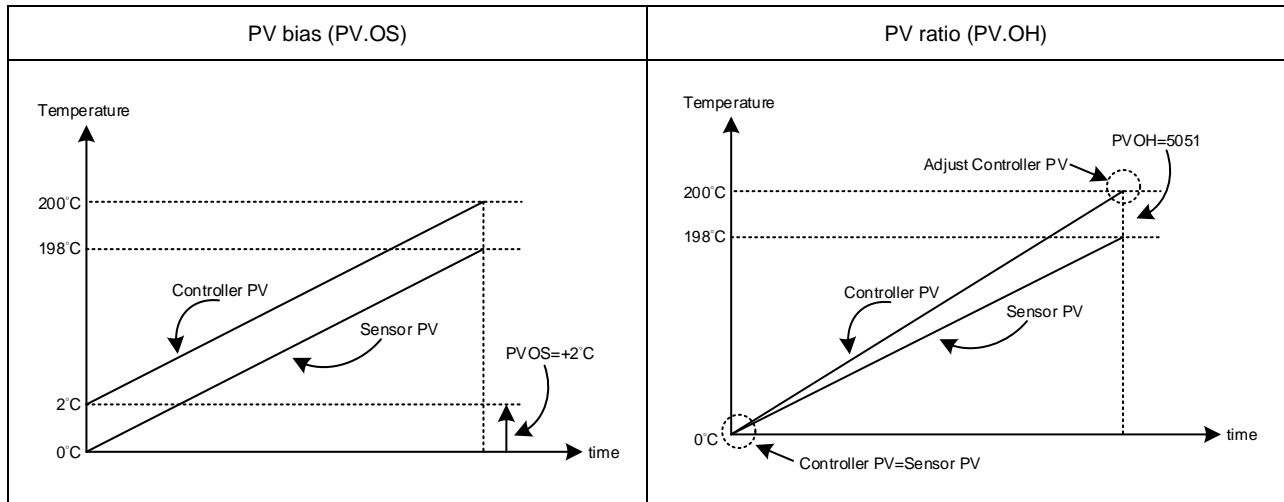 PV bias (PV.OS)
PV ratio (PV.OH)
Temperature
200°C
198°C
Controller PV
Sensor PV
PVOS=+2°C
2°C
0°C
time
Temperature
PVOH=5051
Adjust Controller PV
200°C
198°C
Controller PV
Sensor PV
0°C
time
Controller PV=Sensor PV